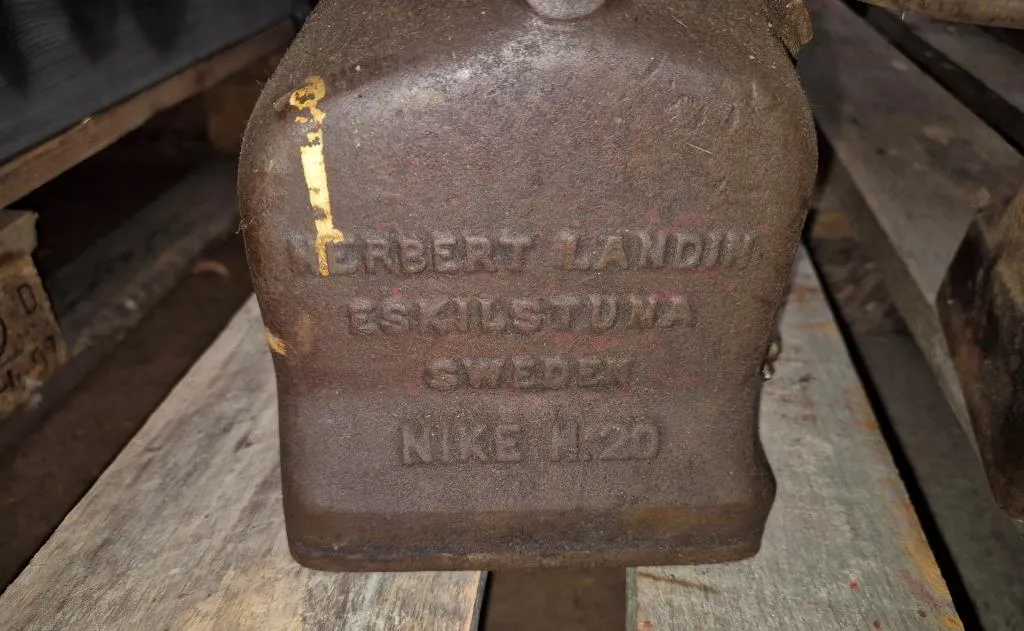 HERBERT LANDIN
ESKILSTUNA
SWEDEN
NIKE H.20